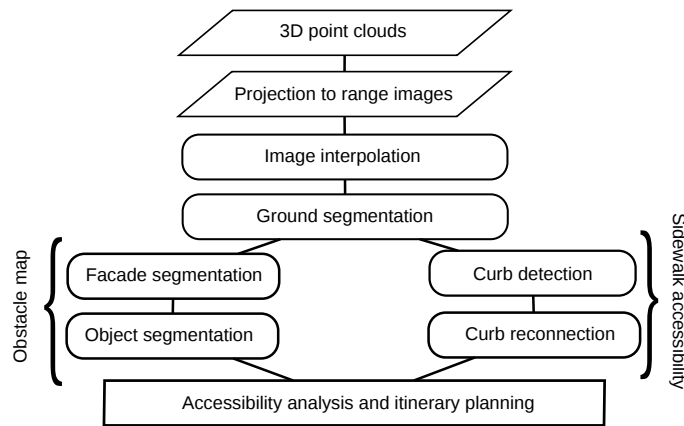 3D point clouds
Projection to range images
Image interpolation
Ground segmentation
Obstacle map
Facade segmentation
Object segmentation
Curb detection
Curb reconnection
Sidewalk accessibility
Accessibility analysis and itinerary planning